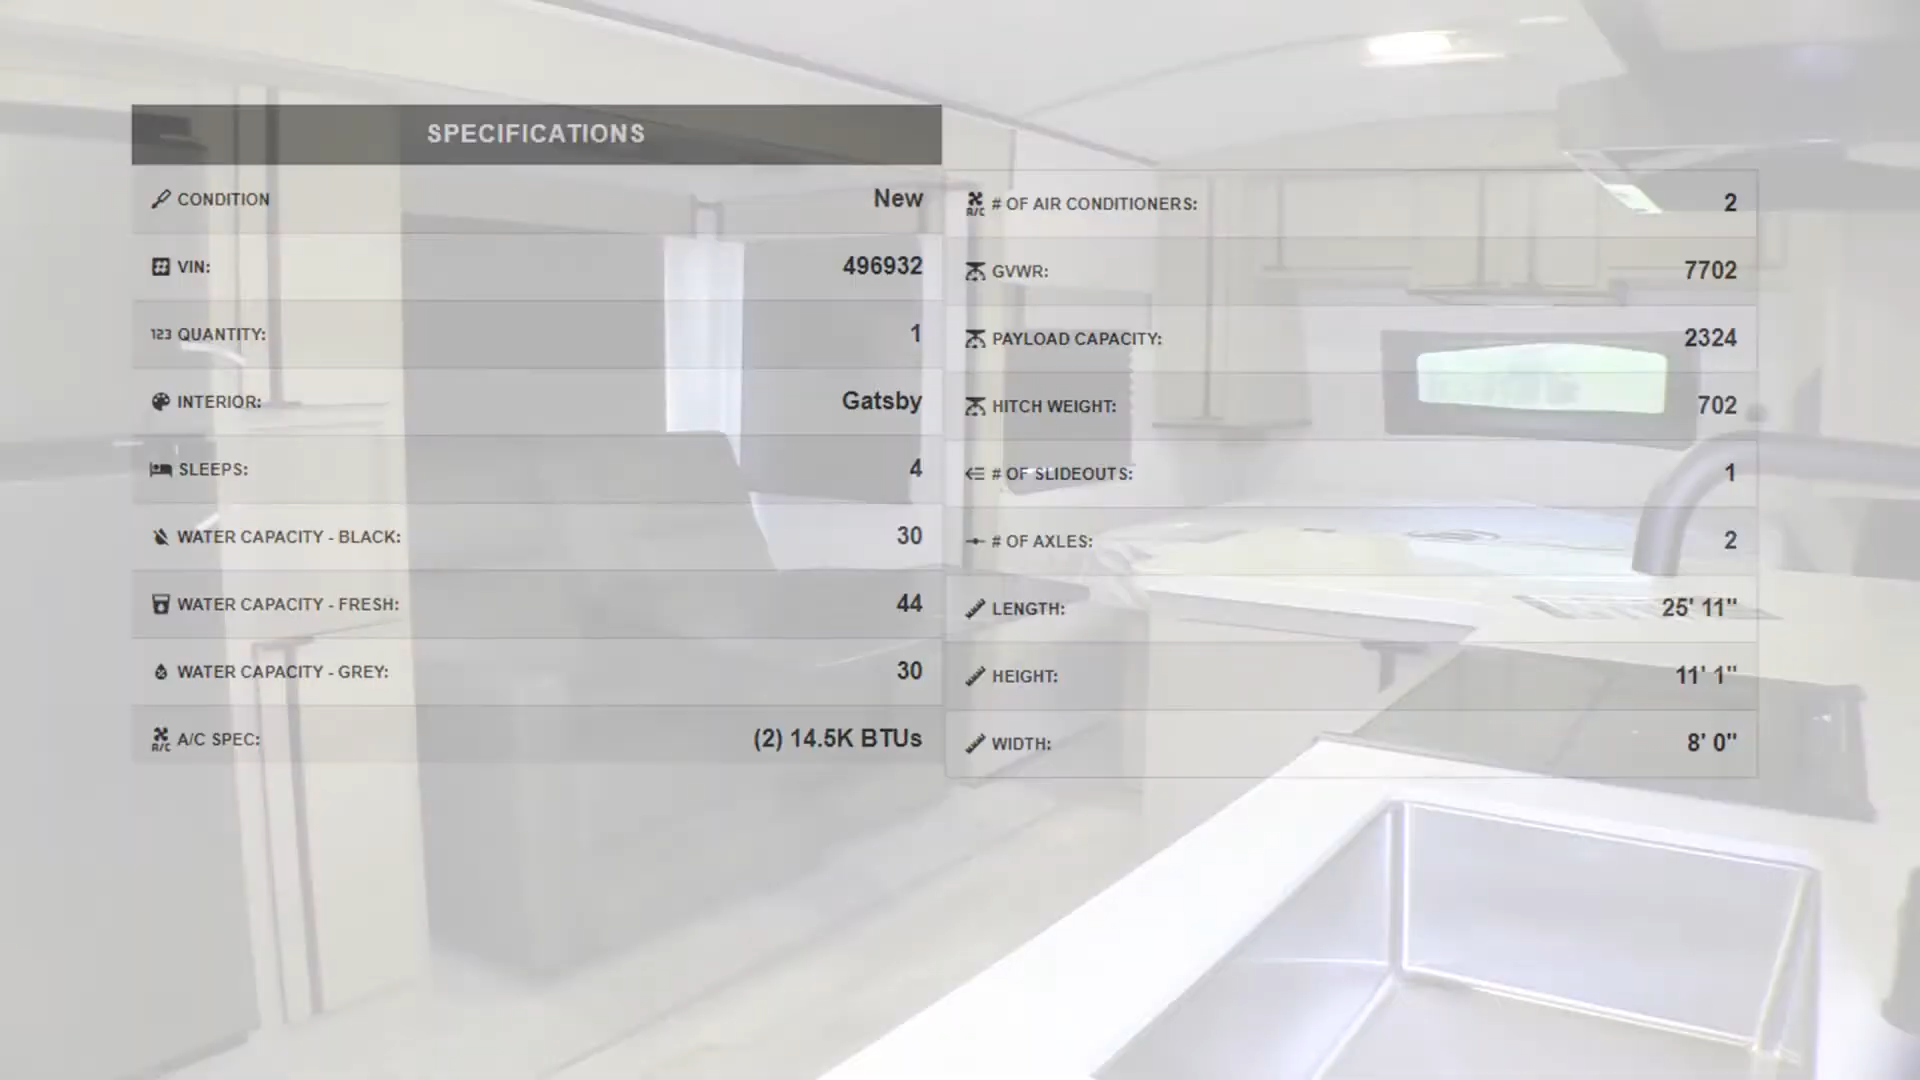 SPECIFICATIONS
CONDITION New
VIN: 496932
123 QUANTITY: 1
INTERIOR: Gatsby
SLEEPS: 4
WATER CAPACITY - BLACK: 30
WATER CAPACITY - FRESH: 44
WATER CAPACITY - GREY: 30
A/C A/C SPEC: (2) 14.5K BTUs
A/C # OF AIR CONDITIONERS: 2
GVWR: 7702
PAYLOAD CAPACITY: 2324
HITCH WEIGHT: 702
# OF SLIDEOUTS: 1
# OF AXLES: 2
LENGTH: 25' 11"
HEIGHT: 11' 1"
WIDTH: 8' 0"